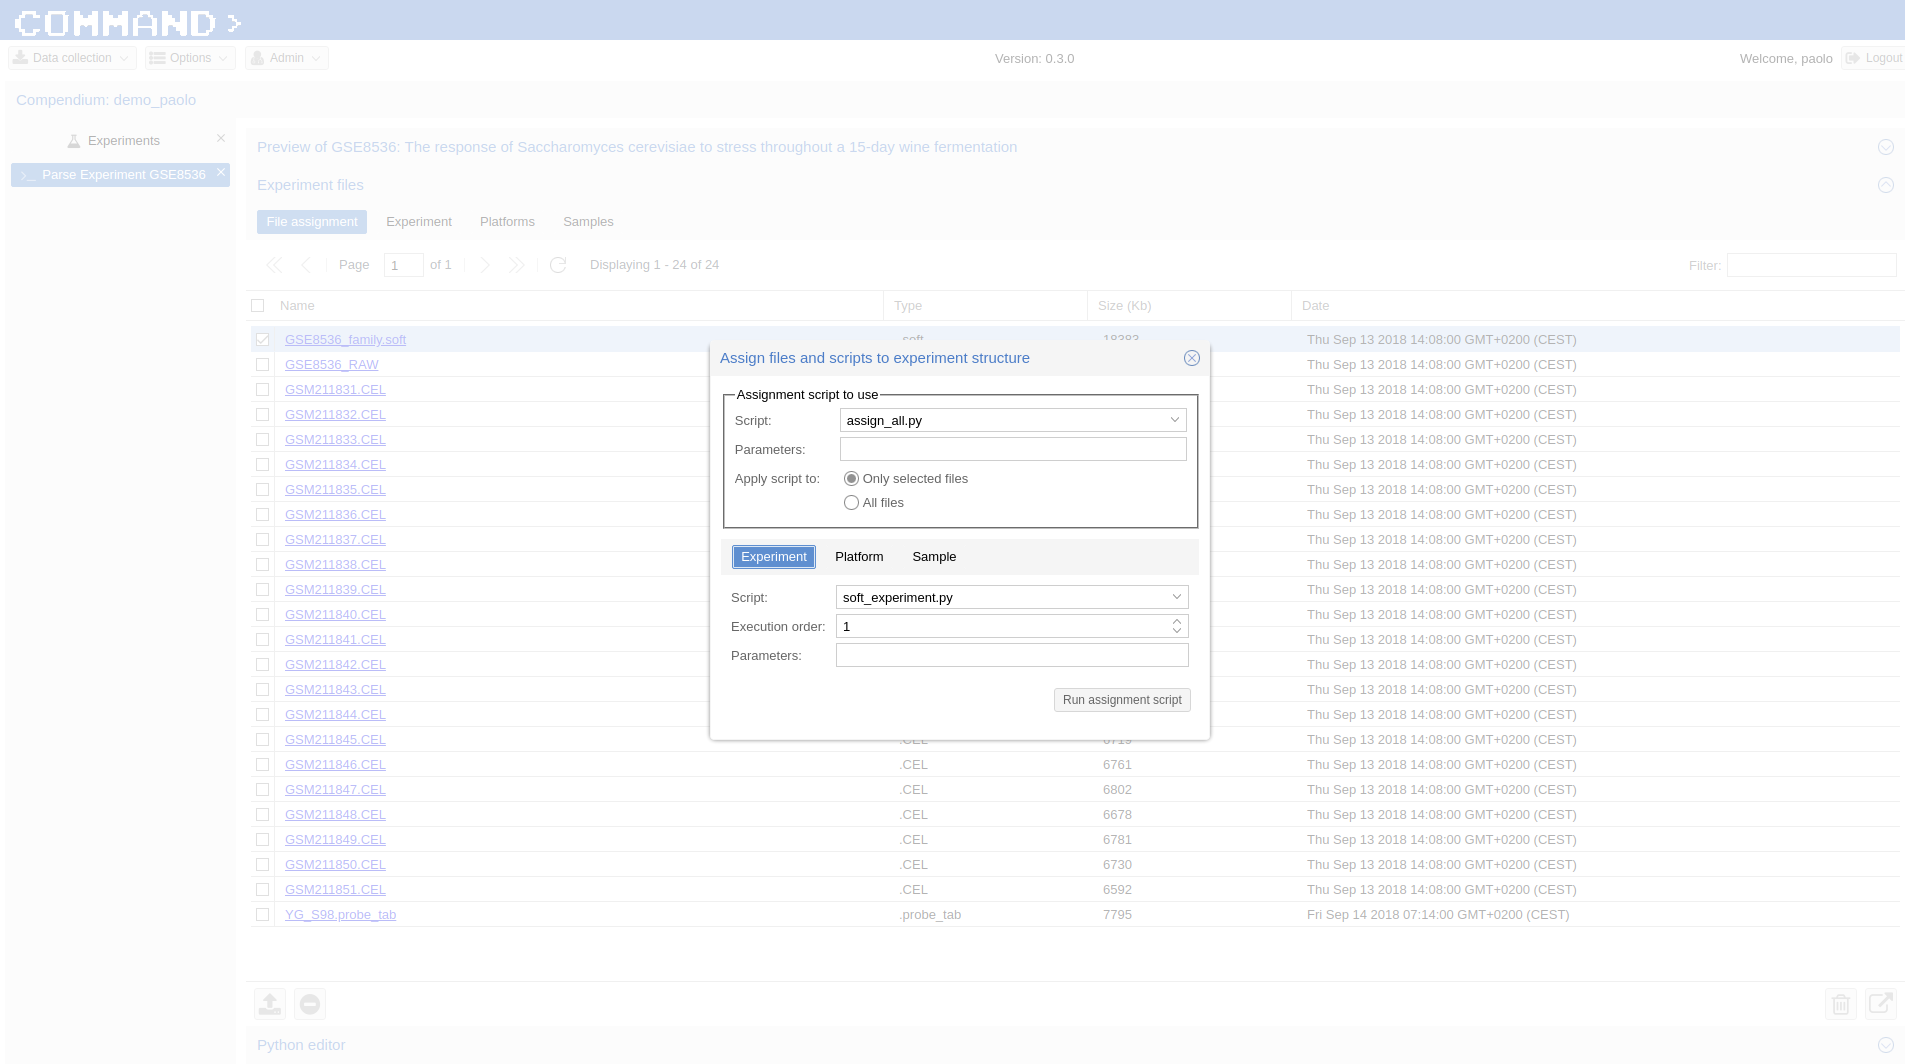 COMMAND >
Data collection Options Admin Version: 0.3.0 Welcome, paolo Logout
Compendium: demo_paolo
Experiments
Parse Experiment GSE8536
Preview of GSE8536: The response of Saccharomyces cerevisiae to stress throughout a 15-day wine fermentation
Experiment files
File assignment Experiment Platforms Samples
Page 1 of 1 Displaying 1 - 24 of 24 Filter:
Name Type Size (Kb) Date
GSE8536_family.soft .soft 18383 Thu Sep 13 2018 14:08:00 GMT+0200 (CEST)
GSE8536_RAW Thu Sep 13 2018 14:08:00 GMT+0200 (CEST)
GSM211831.CEL Thu Sep 13 2018 14:08:00 GMT+0200 (CEST)
GSM211832.CEL Thu Sep 13 2018 14:08:00 GMT+0200 (CEST)
GSM211833.CEL Thu Sep 13 2018 14:08:00 GMT+0200 (CEST)
GSM211834.CEL Thu Sep 13 2018 14:08:00 GMT+0200 (CEST)
GSM211835.CEL Thu Sep 13 2018 14:08:00 GMT+0200 (CEST)
GSM211836.CEL Thu Sep 13 2018 14:08:00 GMT+0200 (CEST)
GSM211837.CEL Thu Sep 13 2018 14:08:00 GMT+0200 (CEST)
GSM211838.CEL Thu Sep 13 2018 14:08:00 GMT+0200 (CEST)
GSM211839.CEL Thu Sep 13 2018 14:08:00 GMT+0200 (CEST)
GSM211840.CEL Thu Sep 13 2018 14:08:00 GMT+0200 (CEST)
GSM211841.CEL Thu Sep 13 2018 14:08:00 GMT+0200 (CEST)
GSM211842.CEL Thu Sep 13 2018 14:08:00 GMT+0200 (CEST)
GSM211843.CEL Thu Sep 13 2018 14:08:00 GMT+0200 (CEST)
GSM211844.CEL Thu Sep 13 2018 14:08:00 GMT+0200 (CEST)
GSM211845.CEL .CEL 6719 Thu Sep 13 2018 14:08:00 GMT+0200 (CEST)
GSM211846.CEL .CEL 6761 Thu Sep 13 2018 14:08:00 GMT+0200 (CEST)
GSM211847.CEL .CEL 6802 Thu Sep 13 2018 14:08:00 GMT+0200 (CEST)
GSM211848.CEL .CEL 6678 Thu Sep 13 2018 14:08:00 GMT+0200 (CEST)
GSM211849.CEL .CEL 6781 Thu Sep 13 2018 14:08:00 GMT+0200 (CEST)
GSM211850.CEL .CEL 6730 Thu Sep 13 2018 14:08:00 GMT+0200 (CEST)
GSM211851.CEL .CEL 6592 Thu Sep 13 2018 14:08:00 GMT+0200 (CEST)
YG_S98.probe_tab .probe_tab 7795 Fri Sep 14 2018 07:14:00 GMT+0200 (CEST)
Assign files and scripts to experiment structure
Assignment script to use
Script: assign_all.py
Parameters:
Apply script to: Only selected files
All files
Experiment Platform Sample
Script: soft_experiment.py
Execution order: 1
Parameters:
Run assignment script
Python editor